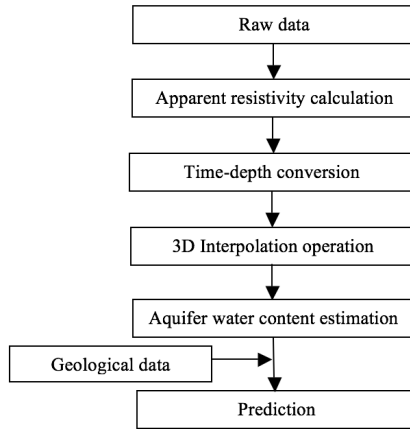 Raw data
Apparent resistivity calculation
Time-depth conversion
3D Interpolation operation
Aquifer water content estimation
Geological data
Prediction